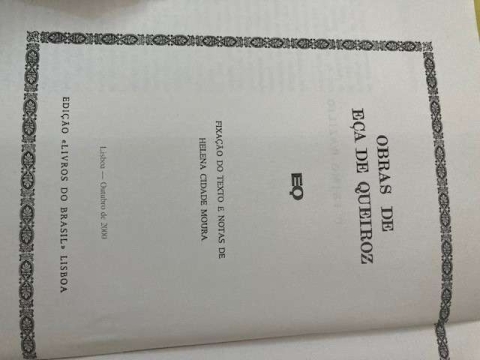 OBRAS DE
EÇA DE QUEIROZ
EQ
FIXAÇÃO DO TEXTO E NOTAS DE
HELENA CIDADE MOURA
Lisboa — Outubro de 2000
EDIÇÃO «LIVROS DO BRASIL» LISBOA